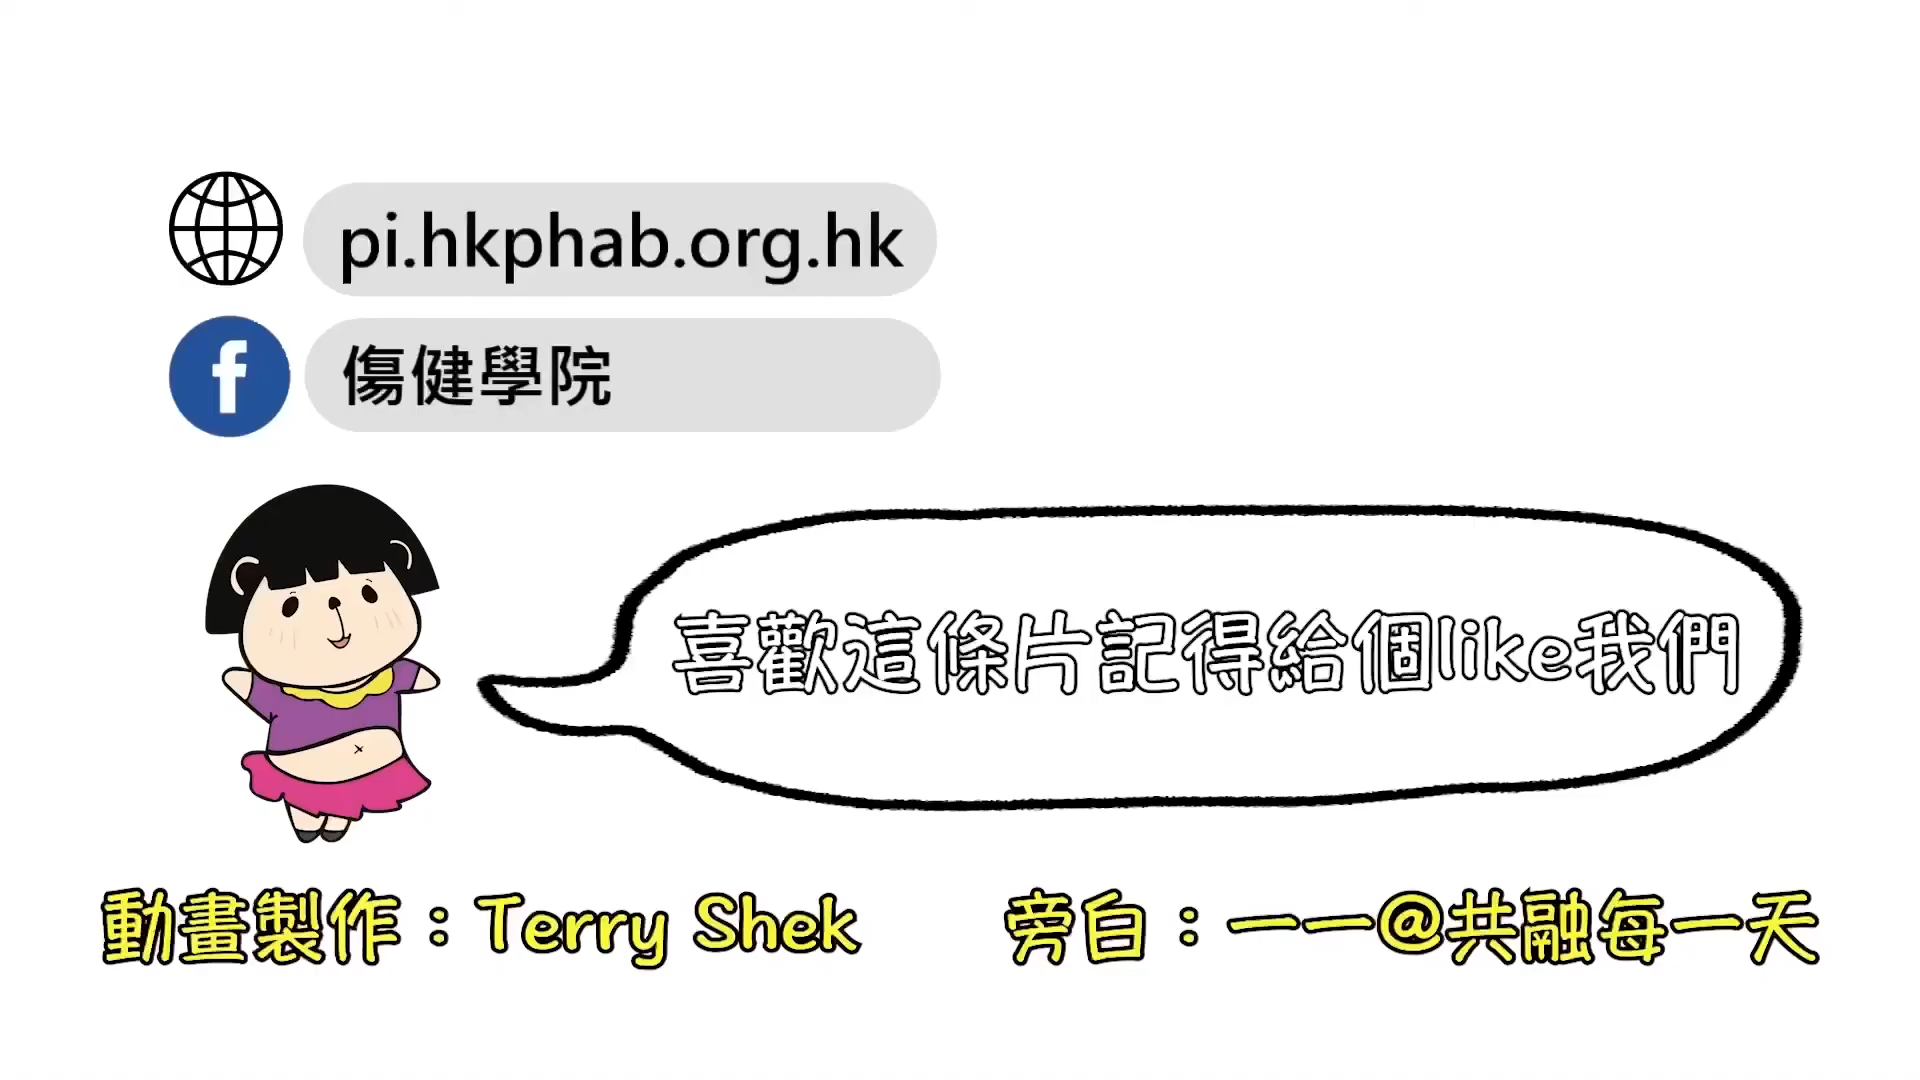 pi.hkphab.org.hk
傷健學院
喜歡這條片記得給個like我們
動畫製作：Terry Shek
旁白：一一@共融每一天